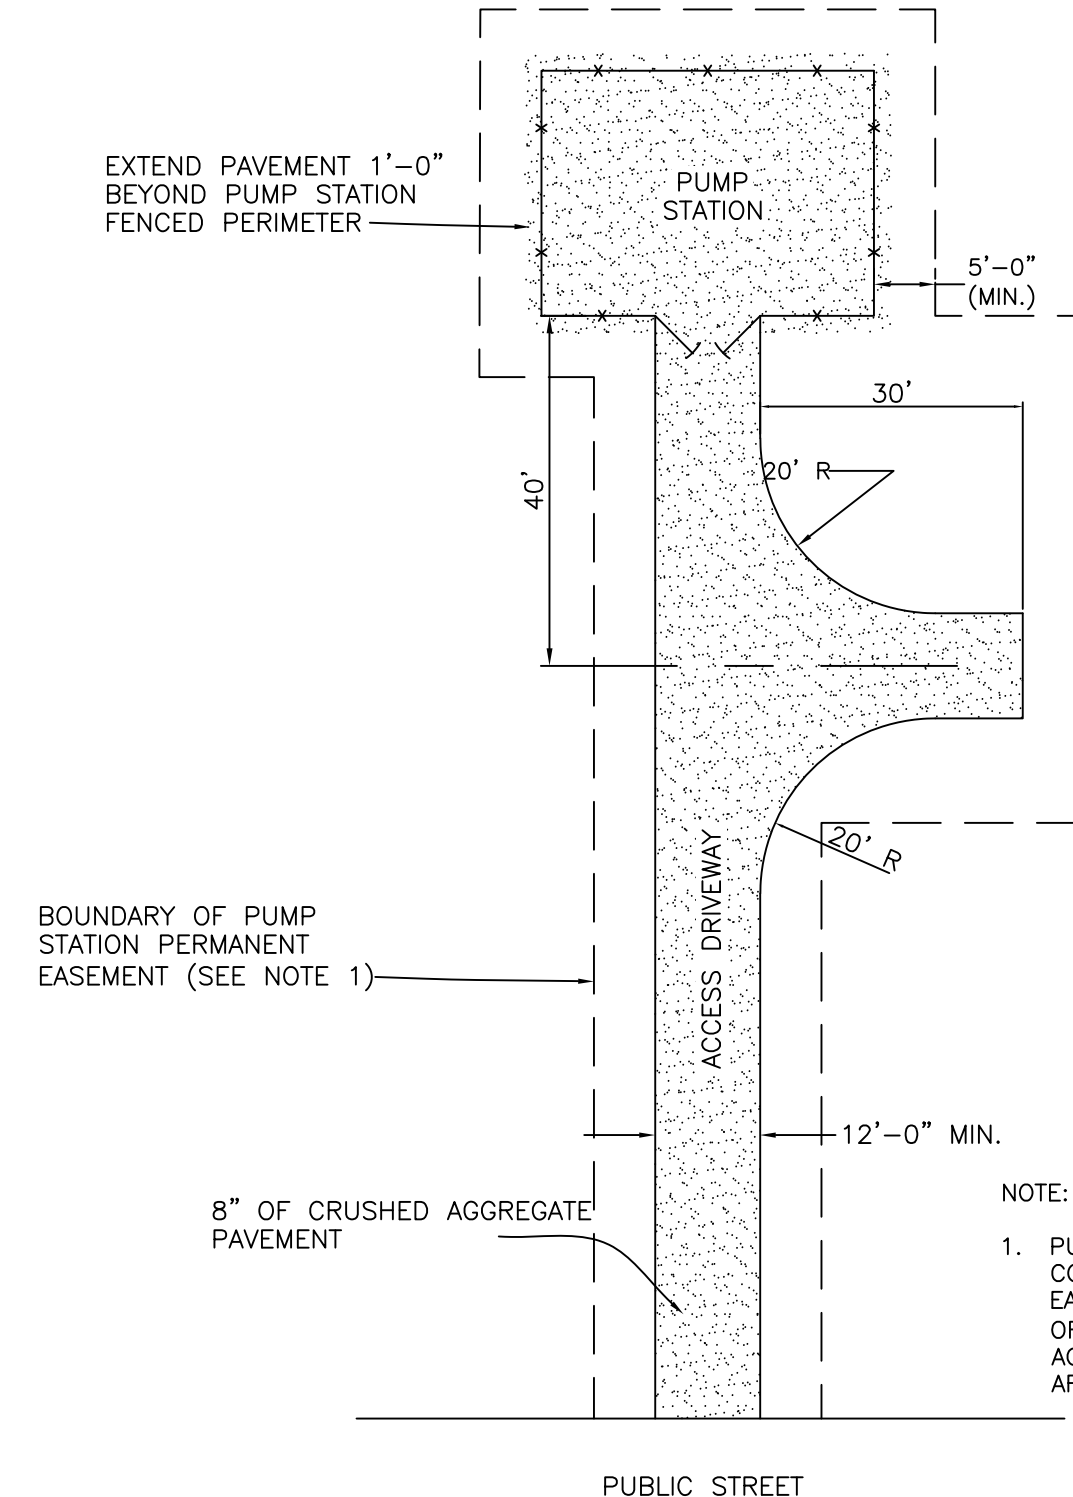 EXTEND PAVEMENT 1'-0"
BEYOND PUMP STATION
FENCED PERIMETER
PUMP
STATION
5'-0"
(MIN.)
30'
20' R
40'
20' R
ACCESS DRIVEWAY
BOUNDARY OF PUMP
STATION PERMANENT
EASEMENT (SEE NOTE 1)
12'-0" MIN.
8" OF CRUSHED AGGREGATE
PAVEMENT
NOTE:
1.
PUBLIC STREET